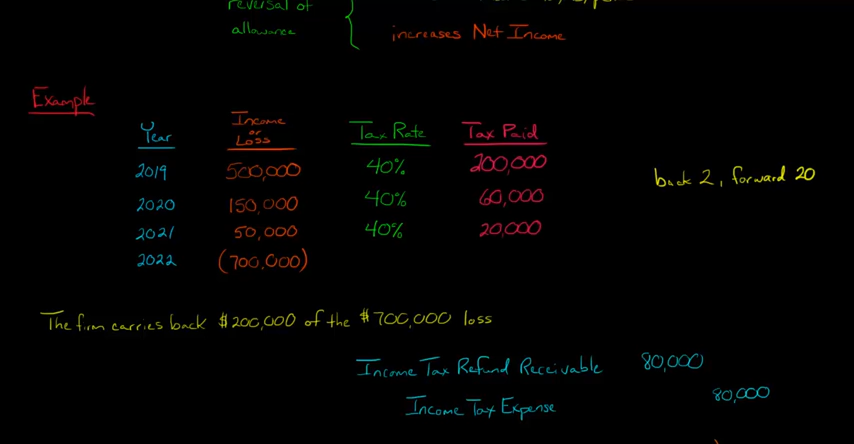 reversal of
allowance
increases Net Income
Example
Year Income or Loss Tax Rate Tax Paid
2019 500,000 40% 200,000
back 2, forward 20
2020 150,000 40% 60,000
2021 50,000 40% 20,000
2022 (700,000)
The firm carries back $200,000 of the $700,000 loss
Income Tax Refund Receivable 80,000
Income Tax Expense 80,000